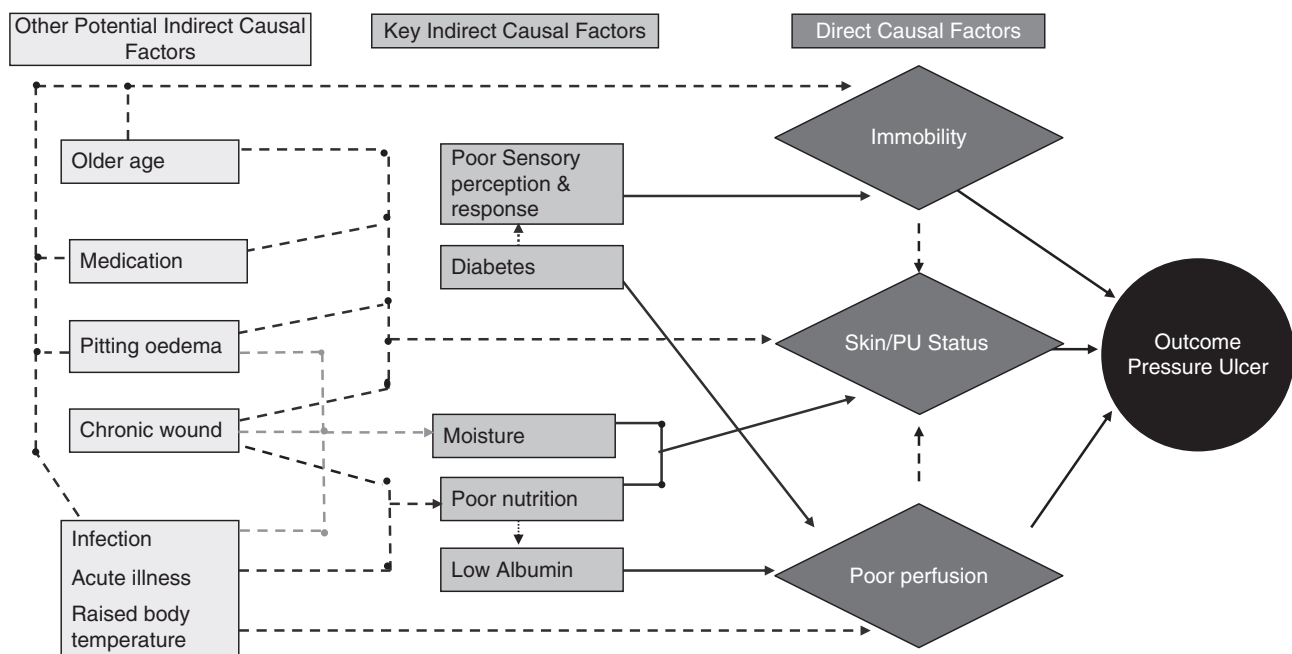 Other Potential Indirect Causal
Factors
Key Indirect Causal Factors
Direct Causal Factors
Older age
Medication
Pitting oedema
Chronic wound
Infection
Acute illness
Raised body
temperature
Poor Sensory
perception &
response
Diabetes
Moisture
Poor nutrition
Low Albumin
Immobility
Skin/PU Status
Poor perfusion
Outcome
Pressure Ulcer